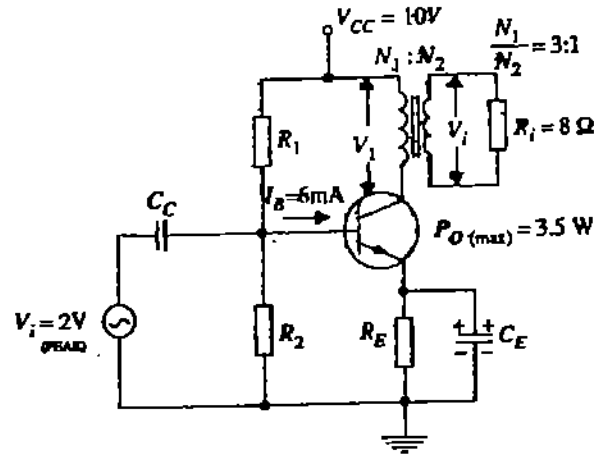 V_CC = 10V
N_1 : N_2
N_1/N_2 = 3:1
R_1
V_1
V_i
R_i = 8 Ω
I_B = 6mA
C_C
P_O (max) = 3.5 W
V_i = 2V
(PEAK)
R_2
R_E
C_E